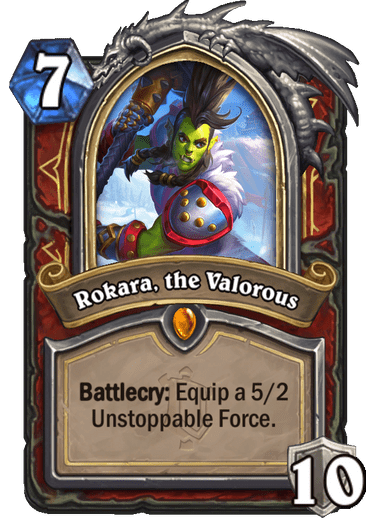 7
Rokara, the Valorous
Battlecry: Equip a 5/2
Unstoppable Force.
10